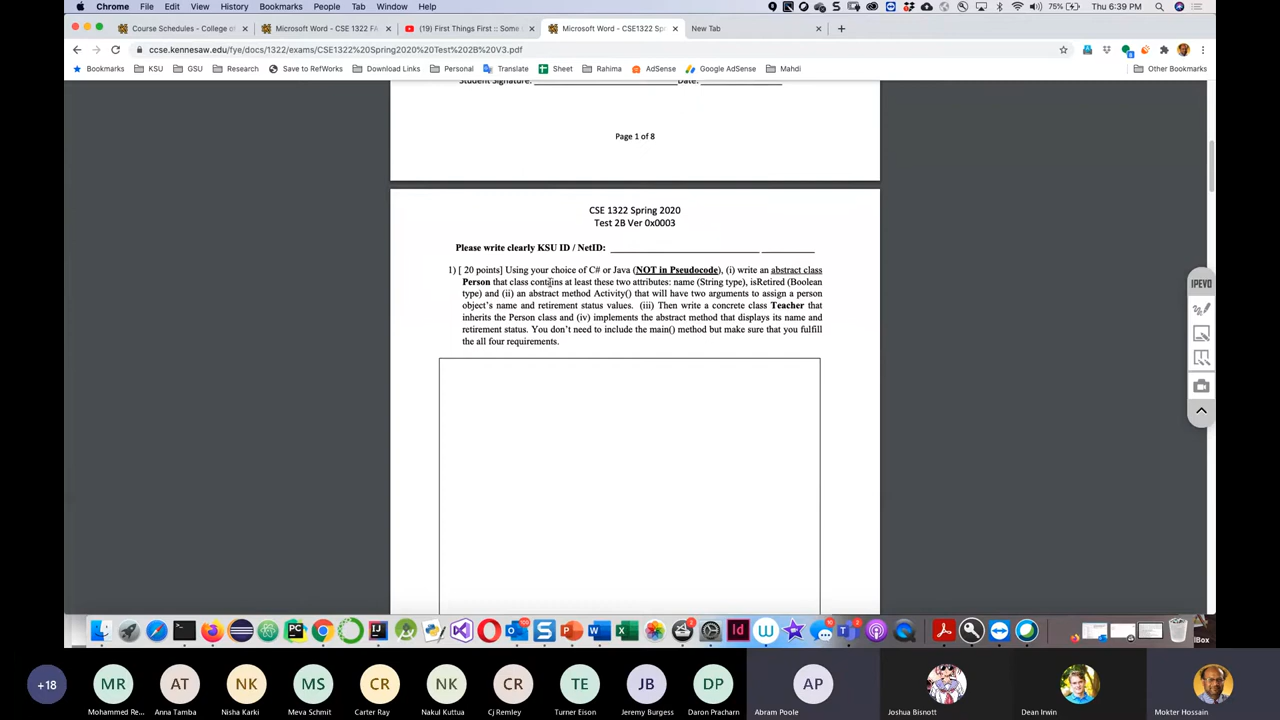 Chrome File Edit View History Bookmarks People Tab Window Help 75% Thu 6:39 PM
Course Schedules - College of Microsoft Word - CSE 1322 FA (19) First Things First :: Some Microsoft Word - CSE1322 Spr New Tab
ccse.kennesaw.edu/fye/docs/1322/exams/CSE1322%20Spring2020%20Test%202B%20V3.pdf
Bookmarks KSU GSU Research Save to RefWorks Download Links Personal Translate Sheet Rahima AdSense Google AdSense Mahdi Other Bookmarks
Student Signature: Date:
Page 1 of 8
IPEVO
CSE 1322 Spring 2020
Test 2B Ver 0x0003
Please write clearly KSU ID / NetID:
1) [ 20 points] Using your choice of C# or Java (NOT in Pseudocode), (i) write an abstract class
Person that class contains at least these two attributes: name (String type), isRetired (Boolean
type) and (ii) an abstract method Activity() that will have two arguments to assign a person
object's name and retirement status values. (iii) Then write a concrete class Teacher that
inherits the Person class and (iv) implements the abstract method that displays its name and
retirement status. You don't need to include the main() method but make sure that you fulfill
the all four requirements.
+18 MR AT NK MS CR NK CR TE JB DP AP
Mohammed Re... Anna Tamba Nisha Karki Meva Schmit Carter Ray Nakul Kuttua Cj Remley Turner Eison Jeremy Burgess Daron Pracharn Abram Poole Joshua Bisnott Dean Irwin Mokter Hossain